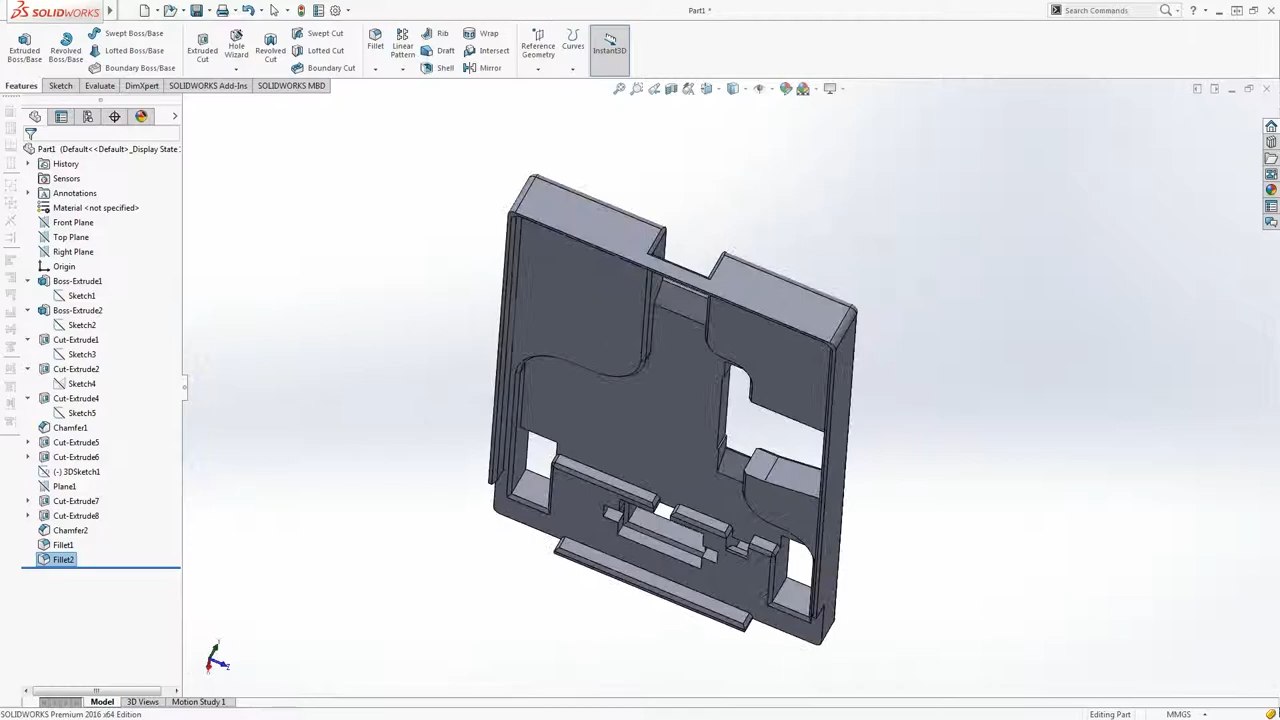 SOLIDWORKS
Part1 *
Search Commands
Extruded Boss/Base
Revolved Boss/Base
Swept Boss/Base
Lofted Boss/Base
Boundary Boss/Base
Extruded Cut
Hole Wizard
Revolved Cut
Swept Cut
Lofted Cut
Boundary Cut
Fillet
Linear Pattern
Rib
Draft
Shell
Wrap
Intersect
Mirror
Reference Geometry
Curves
Instant3D
Features Sketch Evaluate DimXpert SOLIDWORKS Add-Ins SOLIDWORKS MBD
Part1 (Default<<Default>_Display State
History
Sensors
Annotations
Material <not specified>
Front Plane
Top Plane
Right Plane
Origin
Boss-Extrude1
Sketch1
Boss-Extrude2
Sketch2
Cut-Extrude1
Sketch3
Cut-Extrude2
Sketch4
Cut-Extrude4
Sketch5
Chamfer1
Cut-Extrude5
Cut-Extrude6
(-) 3DSketch1
Plane1
Cut-Extrude7
Cut-Extrude8
Chamfer2
Fillet1
Fillet2
Model 3D Views Motion Study 1
SOLIDWORKS Premium 2016 x64 Edition
Editing Part
MMGS